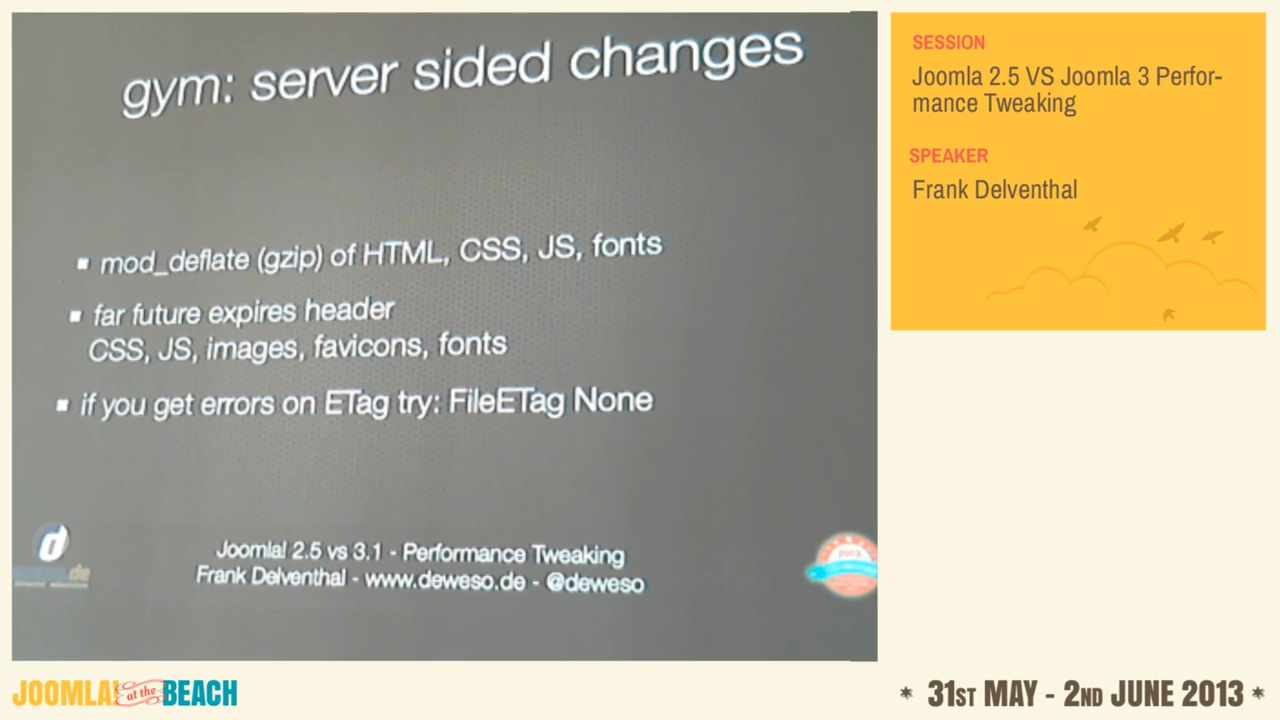 gym: server sided changes
mod_deflate (gzip) of HTML, CSS, JS, fonts
far future expires header
CSS, JS, images, favicons, fonts
if you get errors on ETag try: FileETag None
d
Joomla! 2.5 vs 3.1 - Performance Tweaking
Frank Delventhal - www.deweso.de - @deweso
SESSION
Joomla 2.5 VS Joomla 3 Perfor-
mance Tweaking
SPEAKER
Frank Delventhal
JOOMLA! at the BEACH
* 31ST MAY - 2ND JUNE 2013 *